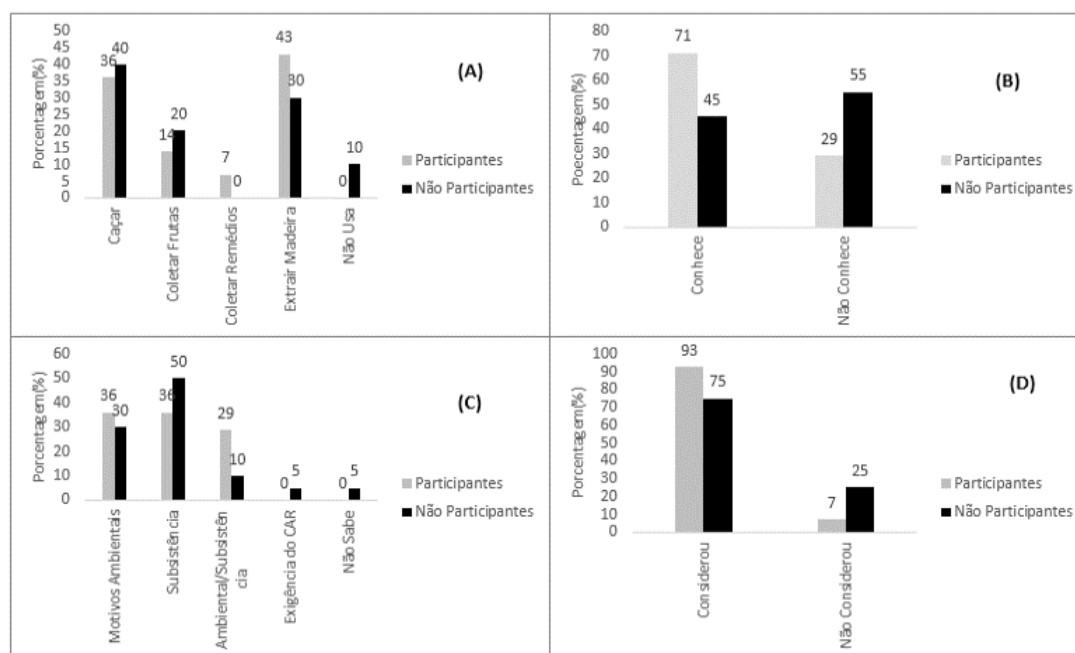 50
45
40
35
30
25
20
15
10
5
0
Porcentagem(%)
36
40
14
20
7
0
43
30
0
10
Caçar
Coletar Frutas
Coletar Remédios
Extrair Madeira
Não Usa
(A)
Participantes
Não Participantes
80
70
60
50
40
30
20
10
0
Poecentagem(%)
71
45
29
55
Conhece
Não Conhece
(B)
Participantes
Não Participantes
60
50
40
30
20
10
0
Porcentagem(%)
36
30
36
50
29
10
0
5
0
5
Motivos Ambientais
Subsistência
Ambiental/Subsistên
cia
Exigência do CAR
Não Sabe
(C)
Participantes
Não Participantes
100
90
80
70
60
50
40
30
20
10
0
Porcentagem(%)
93
75
7
25
Considerou
Não Considerou
(D)
Participantes
Não Participantes